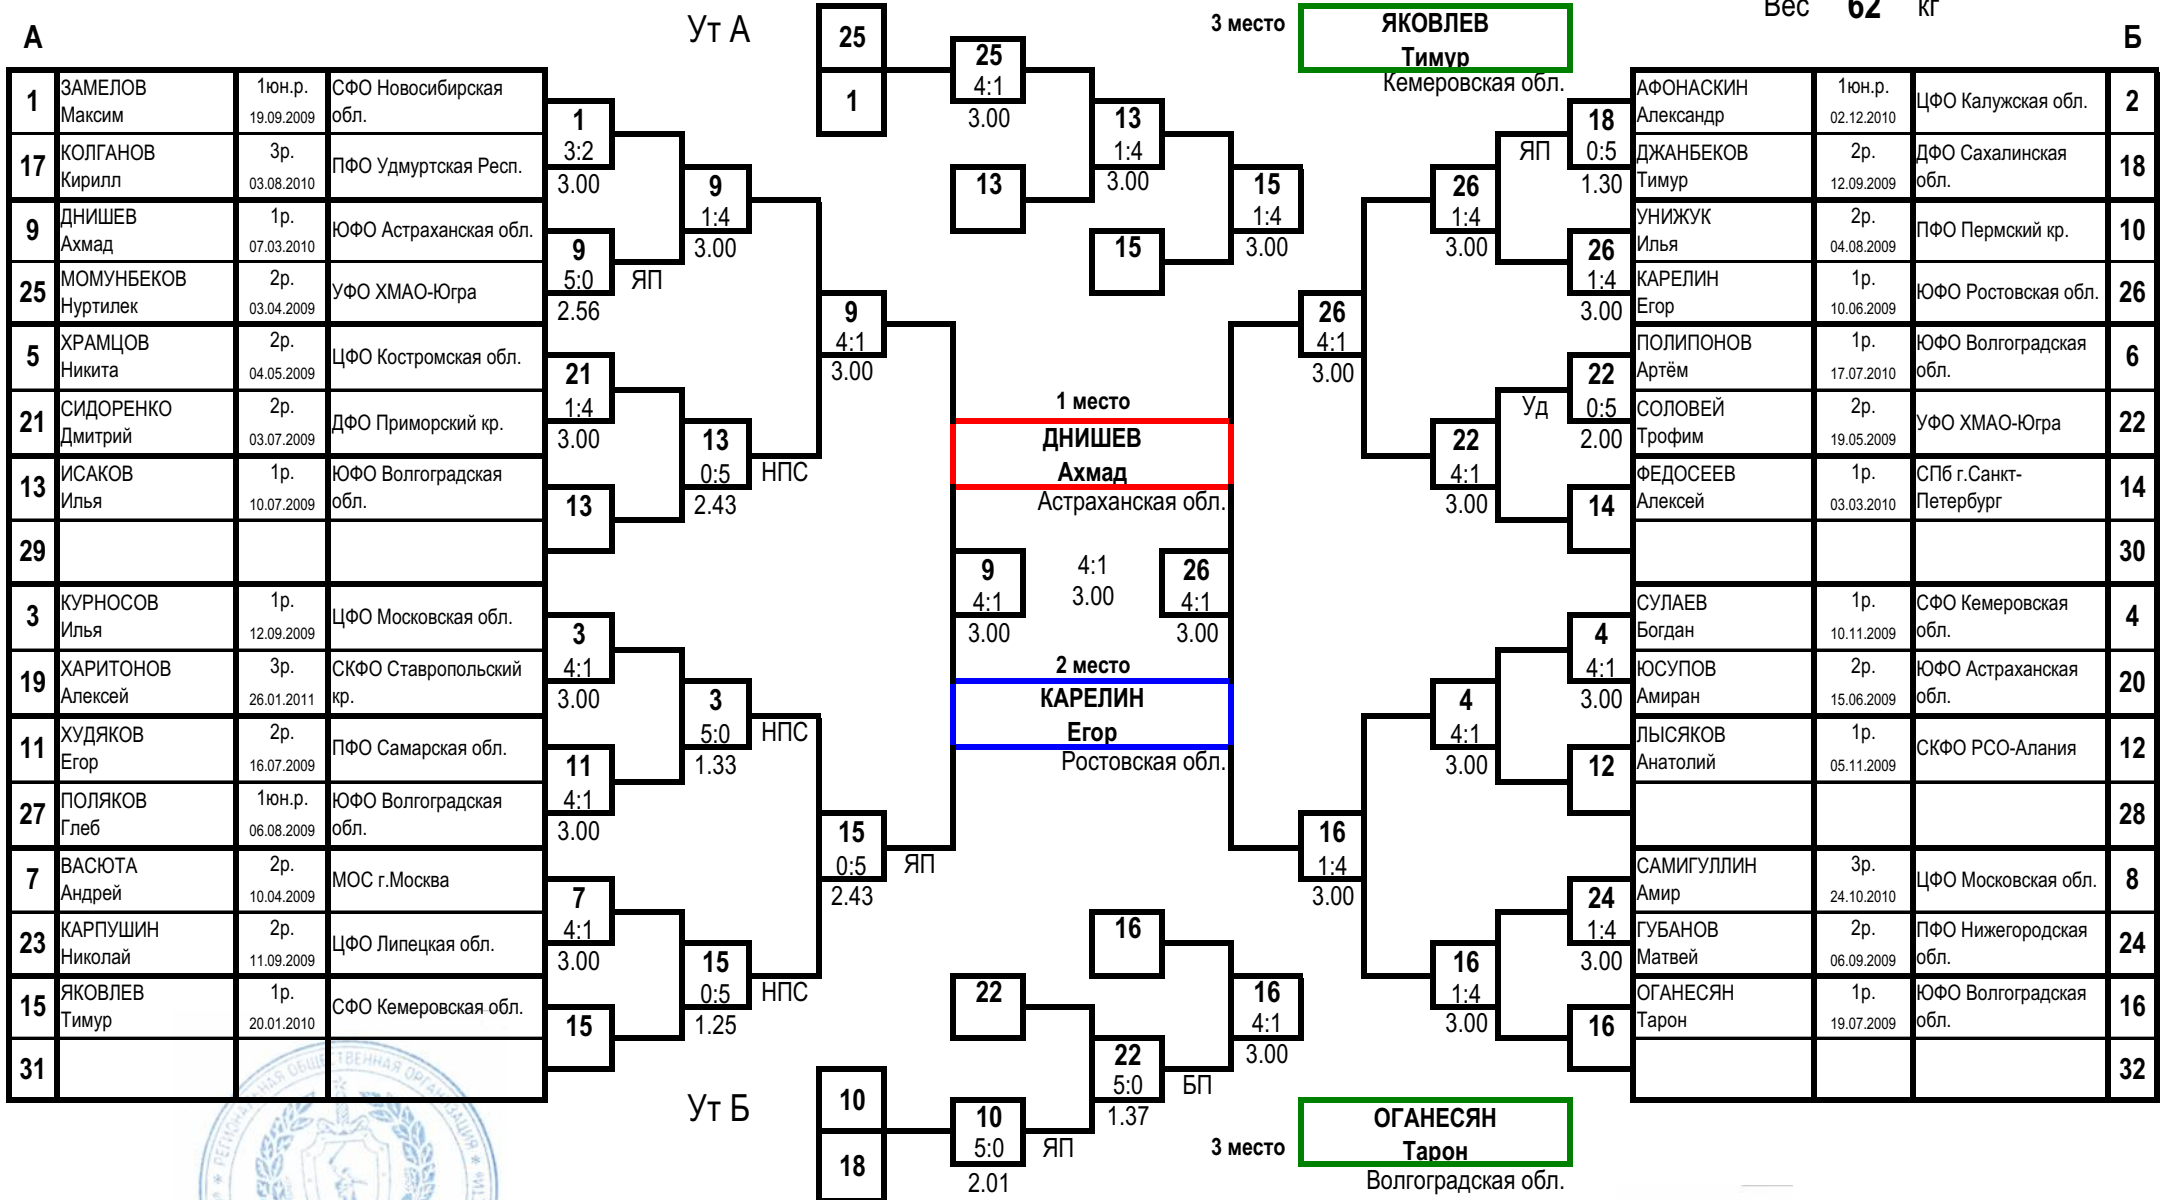 Вес 62 кг
А
Ут А
25
1
25
4:1
3.00
13
13
1:4
3.00
15
15
1:4
3.00
3 место
ЯКОВЛЕВ
Тимур
Кемеровская обл.
Б
1 ЗАМЕЛОВ Максим 1юн.р. 19.09.2009 СФО Новосибирская обл.
17 КОЛГАНОВ Кирилл 3р. 03.08.2010 ПФО Удмуртская Респ.
9 ДНИШЕВ Ахмад 1р. 07.03.2010 ЮФО Астраханская обл.
25 МОМУНБЕКОВ Нуртилек 2р. 03.04.2009 УФО ХМАО-Югра
5 ХРАМЦОВ Никита 2р. 04.05.2009 ЦФО Костромская обл.
21 СИДОРЕНКО Дмитрий 2р. 03.07.2009 ДФО Приморский кр.
13 ИСАКОВ Илья 1р. 10.07.2009 ЮФО Волгоградская обл.
29
3 КУРНОСОВ Илья 1р. 12.09.2009 ЦФО Московская обл.
19 ХАРИТОНОВ Алексей 3р. 26.01.2011 СКФО Ставропольский кр.
11 ХУДЯКОВ Егор 2р. 16.07.2009 ПФО Самарская обл.
27 ПОЛЯКОВ Глеб 1юн.р. 06.08.2009 ЮФО Волгоградская обл.
7 ВАСЮТА Андрей 2р. 10.04.2009 МОС г.Москва
23 КАРПУШИН Николай 2р. 11.09.2009 ЦФО Липецкая обл.
15 ЯКОВЛЕВ Тимур 1р. 20.01.2010 СФО Кемеровская обл.
31
1
3:2
3.00
9
5:0
2.56
ЯП
21
1:4
3.00
13
3
4:1
3.00
11
4:1
3.00
7
4:1
3.00
15
9
1:4
3.00
13
0:5
2.43
НПС
3
5:0
1.33
НПС
15
0:5
1.25
НПС
9
4:1
3.00
15
0:5
2.43
ЯП
1 место
ДНИШЕВ
Ахмад
Астраханская обл.
9
4:1
3.00
4:1
3.00
26
4:1
3.00
2 место
КАРЕЛИН
Егор
Ростовская обл.
26
4:1
3.00
16
1:4
3.00
26
1:4
3.00
22
4:1
3.00
4
4:1
3.00
16
1:4
3.00
ЯП
18
0:5
1.30
26
1:4
3.00
Уд
22
0:5
2.00
14
4
4:1
3.00
12
24
1:4
3.00
16
АФОНАСКИН Александр 1юн.р. 02.12.2010 ЦФО Калужская обл. 2
ДЖАНБЕКОВ Тимур 2р. 12.09.2009 ДФО Сахалинская обл. 18
УНИЖУК Илья 2р. 04.08.2009 ПФО Пермский кр. 10
КАРЕЛИН Егор 1р. 10.06.2009 ЮФО Ростовская обл. 26
ПОЛИПОНОВ Артём 1р. 17.07.2010 ЮФО Волгоградская обл. 6
СОЛОВЕЙ Трофим 2р. 19.05.2009 УФО ХМАО-Югра 22
ФЕДОСЕЕВ Алексей 1р. 03.03.2010 СПб г.Санкт-Петербург 14
30
СУЛАЕВ Богдан 1р. 10.11.2009 СФО Кемеровская обл. 4
ЮСУПОВ Амиран 2р. 15.06.2009 ЮФО Астраханская обл. 20
ЛЫСЯКОВ Анатолий 1р. 05.11.2009 СКФО РСО-Алания 12
28
САМИГУЛЛИН Амир 3р. 24.10.2010 ЦФО Московская обл. 8
ГУБАНОВ Матвей 2р. 06.09.2009 ПФО Нижегородская обл. 24
ОГАНЕСЯН Тарон 1р. 19.07.2009 ЮФО Волгоградская обл. 16
32
Ут Б
10
18
10
5:0
2.01
ЯП
22
22
5:0
1.37
БП
16
16
4:1
3.00
3 место
ОГАНЕСЯН
Тарон
Волгоградская обл.
РЕГИОНАЛЬНАЯ ОБЩЕСТВЕННАЯ ОРГАНИЗАЦИЯ